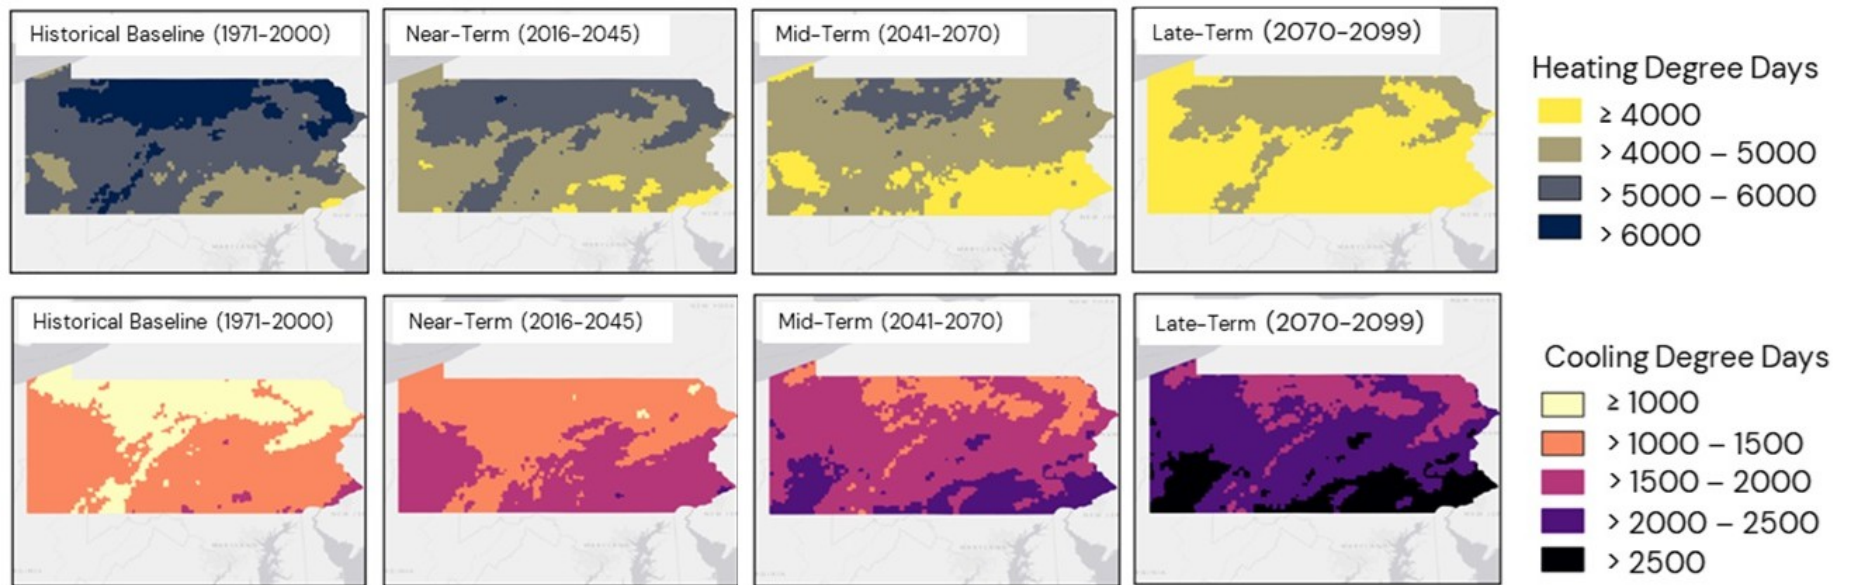 Historical Baseline (1971-2000)
Near-Term (2016-2045)
Mid-Term (2041-2070)
Late-Term (2070-2099)
Heating Degree Days
≥ 4000
> 4000 – 5000
> 5000 – 6000
> 6000
Historical Baseline (1971-2000)
Near-Term (2016-2045)
Mid-Term (2041-2070)
Late-Term (2070-2099)
Cooling Degree Days
≥ 1000
> 1000 – 1500
> 1500 – 2000
> 2000 – 2500
> 2500